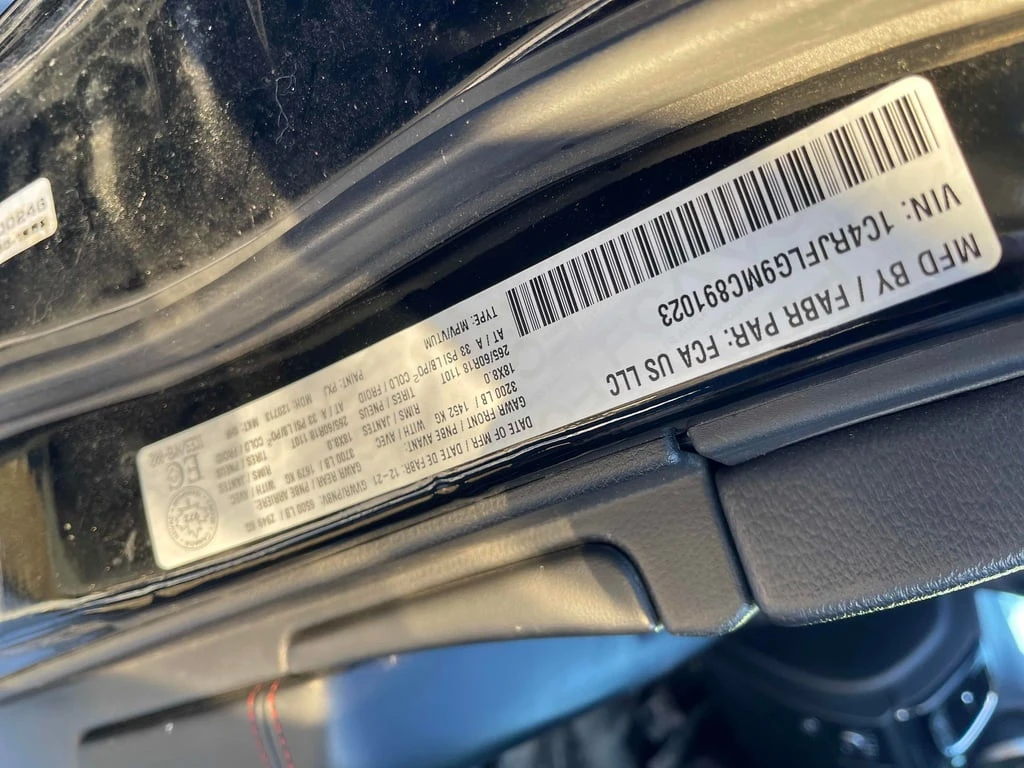 MFD BY / FABR PAR: FCA US LLC
VIN: 1C4RJFLG9MC891023
DATE OF MFR / DATE DE FABR: 12-21 GVWR/PNBV: 6500 LB / 2949 KG
GAWR FRONT / PNBE AVANT: GAWR REAR / PNBE ARRIERE:
3200 LB / 1452 KG WITH / AVEC 3700 LB / 1678 KG WITH / AVEC
18X8.0 RIMS / JANTES 18X8.0 RIMS / JANTES
265/60R18 110T TIRES / PNEUS 265/60R18 110T TIRES / PNEUS
AT / A 33 PSI/LB/PO² COLD / FROID AT / A 33 PSI/LB/PO² COLD / FROID
TYPE: MPV/VTUM PAINT: PXJ MDH:
EC